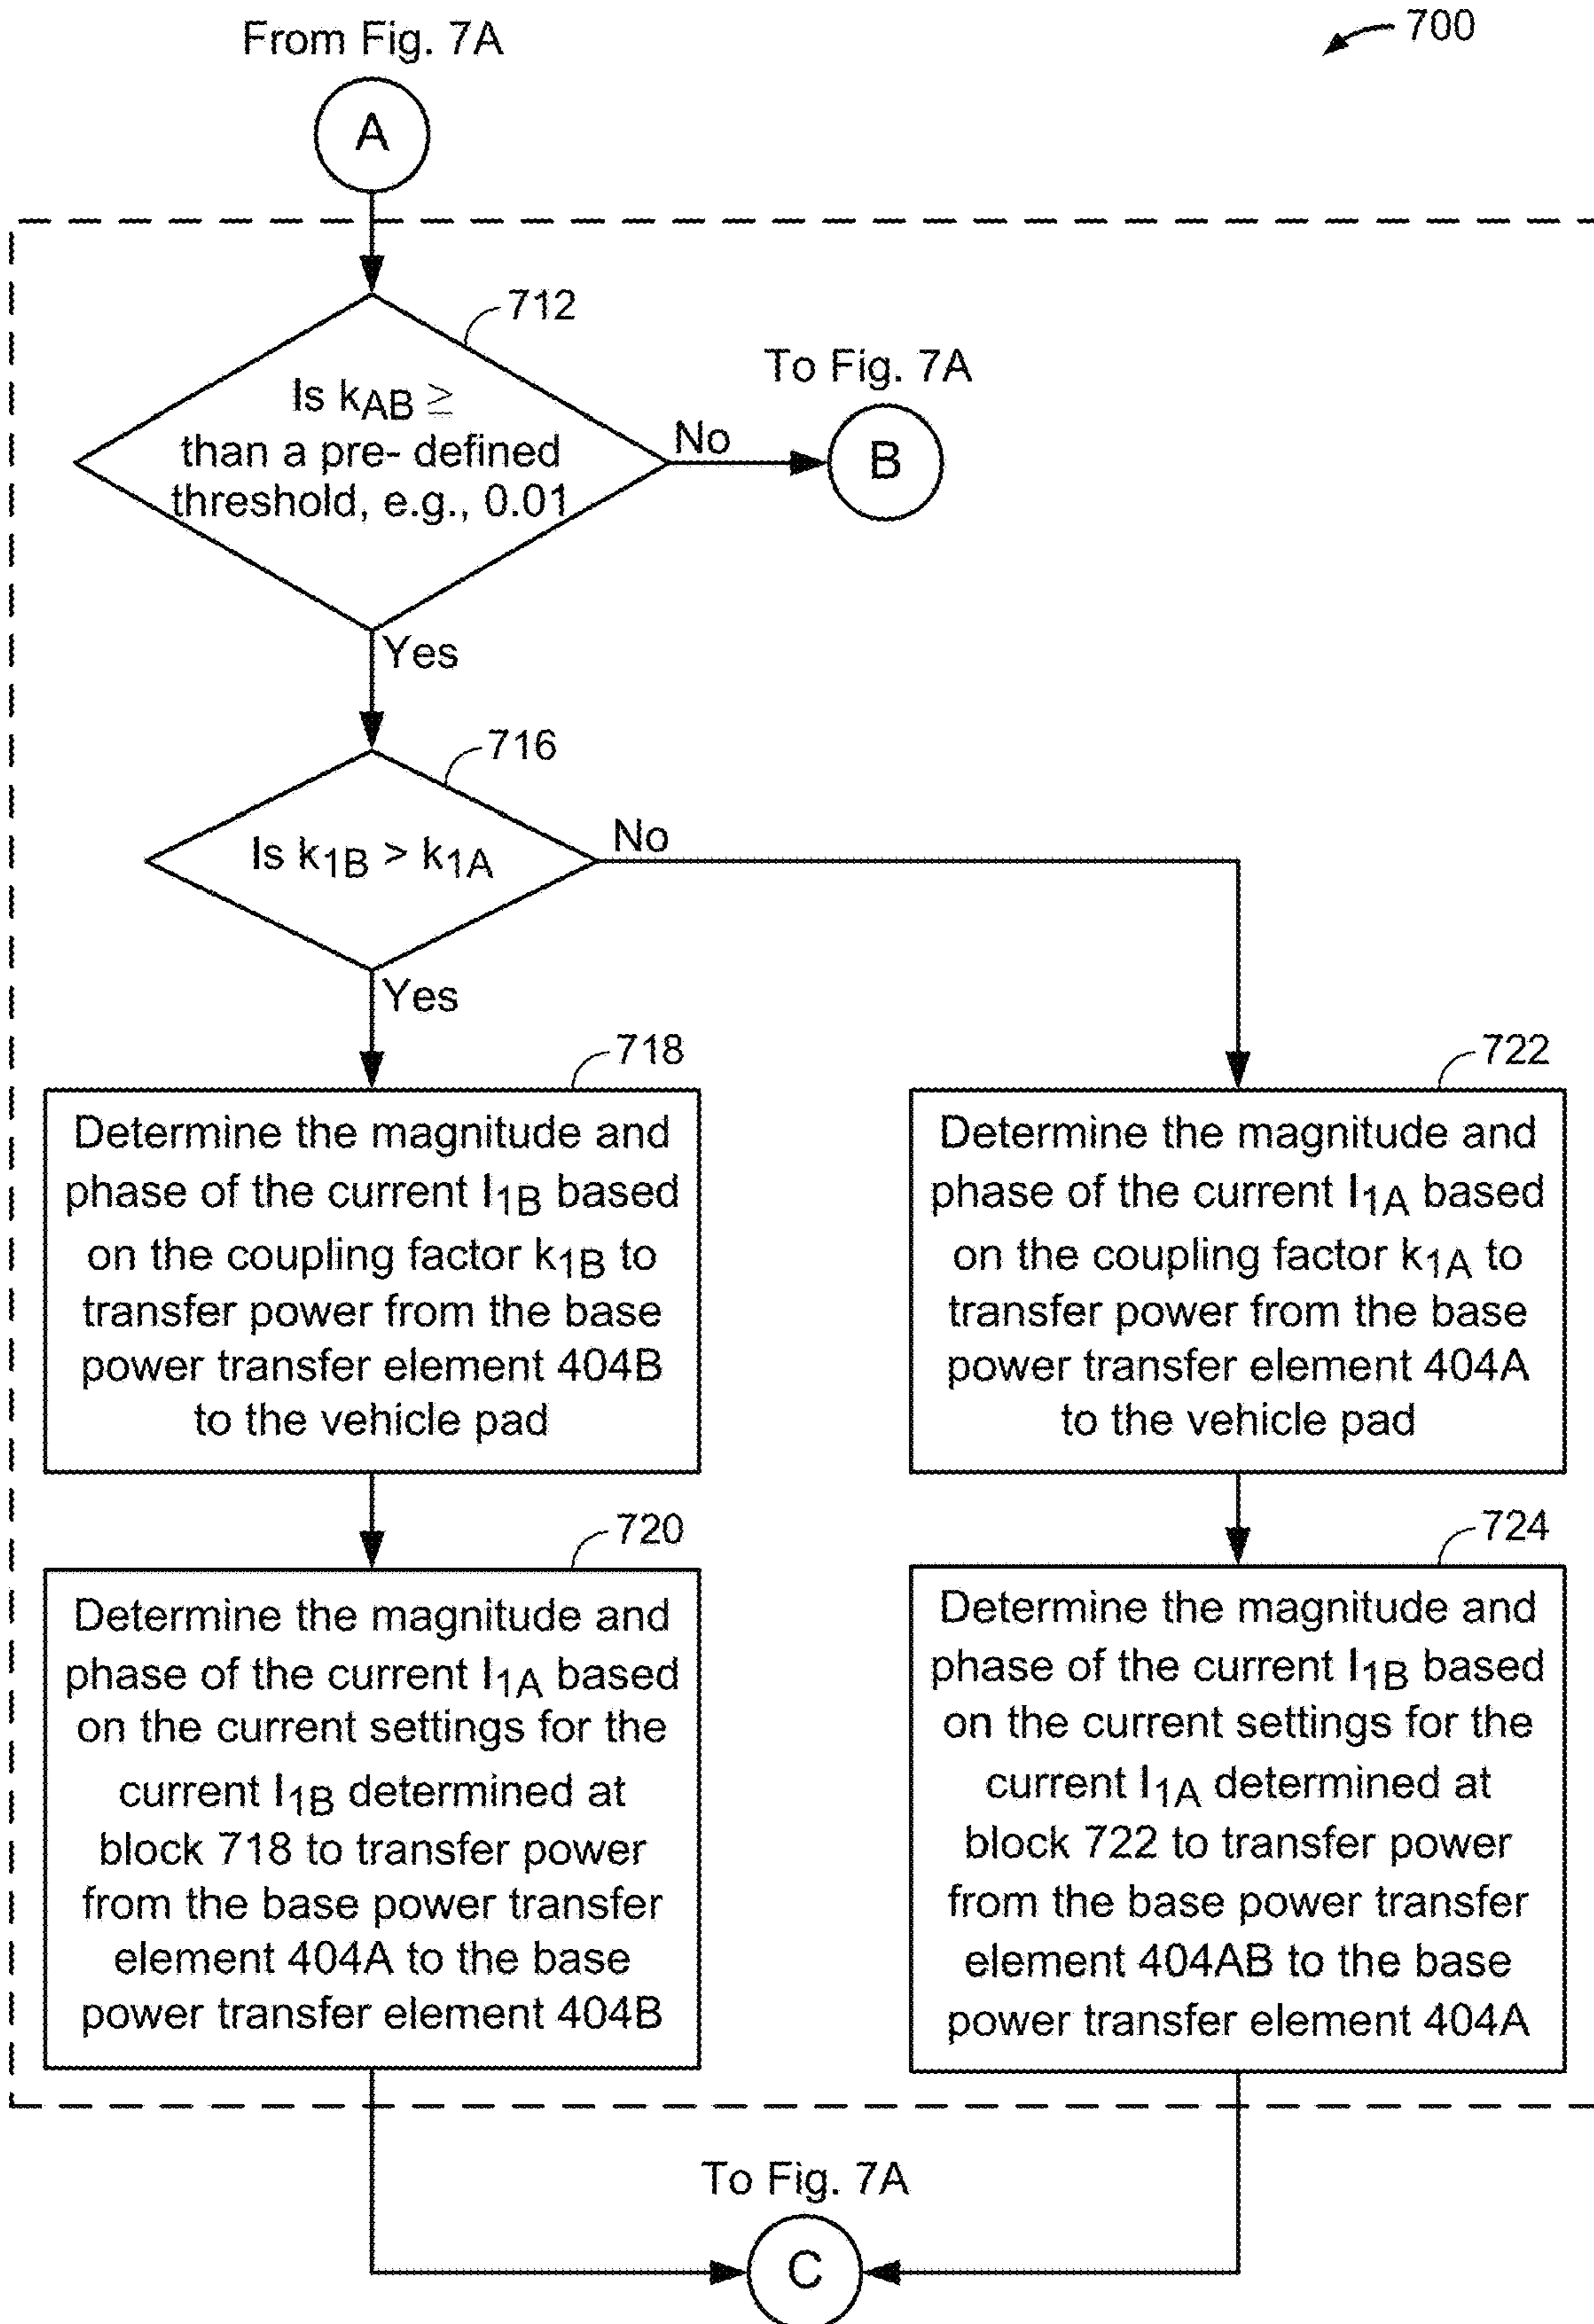 From Fig. 7A
700
A
712
Is kAB ≧
than a pre- defined
threshold, e.g., 0.01
To Fig. 7A
No
B
Yes
716
Is k1B > k1A
No
Yes
718
Determine the magnitude and
phase of the current I1B based
on the coupling factor k1B to
transfer power from the base
power transfer element 404B
to the vehicle pad
722
Determine the magnitude and
phase of the current I1A based
on the coupling factor k1A to
transfer power from the base
power transfer element 404A
to the vehicle pad
720
Determine the magnitude and
phase of the current I1A based
on the current settings for the
current I1B determined at
block 718 to transfer power
from the base power transfer
element 404A to the base
power transfer element 404B
724
Determine the magnitude and
phase of the current I1B based
on the current settings for the
current I1A determined at
block 722 to transfer power
from the base power transfer
element 404AB to the base
power transfer element 404A
To Fig. 7A
C